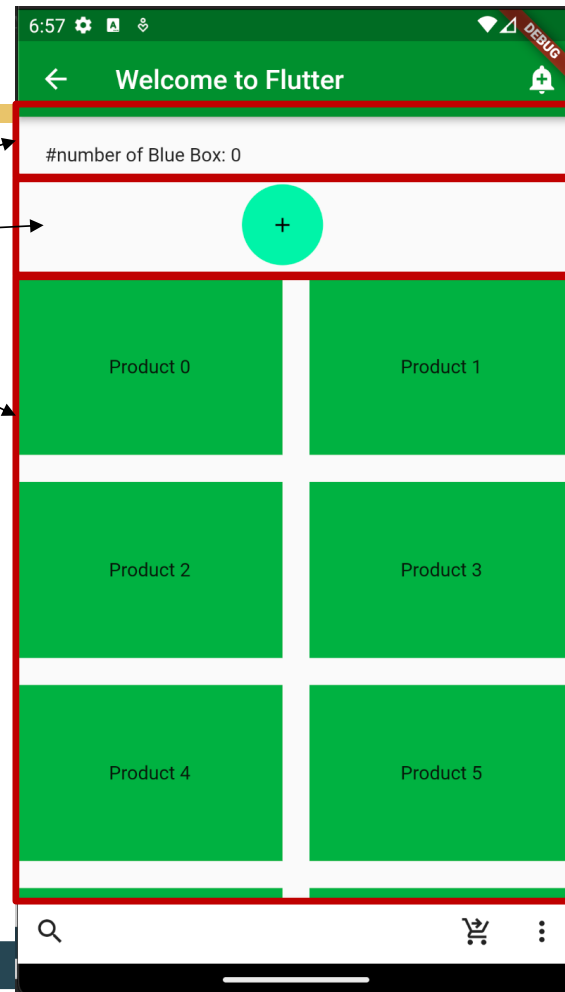 6:57
DEBUG
Welcome to Flutter
#number of Blue Box: 0
+
Product 0
Product 1
Product 2
Product 3
Product 4
Product 5